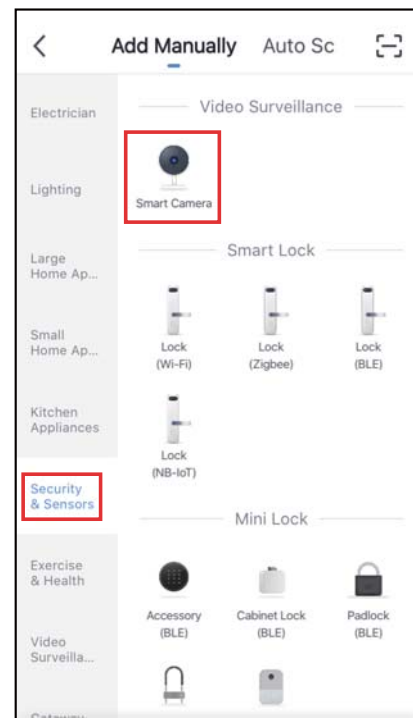 Add Manually Auto Sc
Electrician
Lighting
Large
Home Ap...
Small
Home Ap...
Kitchen
Appliances
Security
& Sensors
Exercise
& Health
Video
Surveilla...
Gateway
Video Surveillance
Smart Camera
Smart Lock
Lock
(Wi-Fi)
Lock
(Zigbee)
Lock
(BLE)
Lock
(NB-IoT)
Mini Lock
Accessory
(BLE)
Cabinet Lock
(BLE)
Padlock
(BLE)